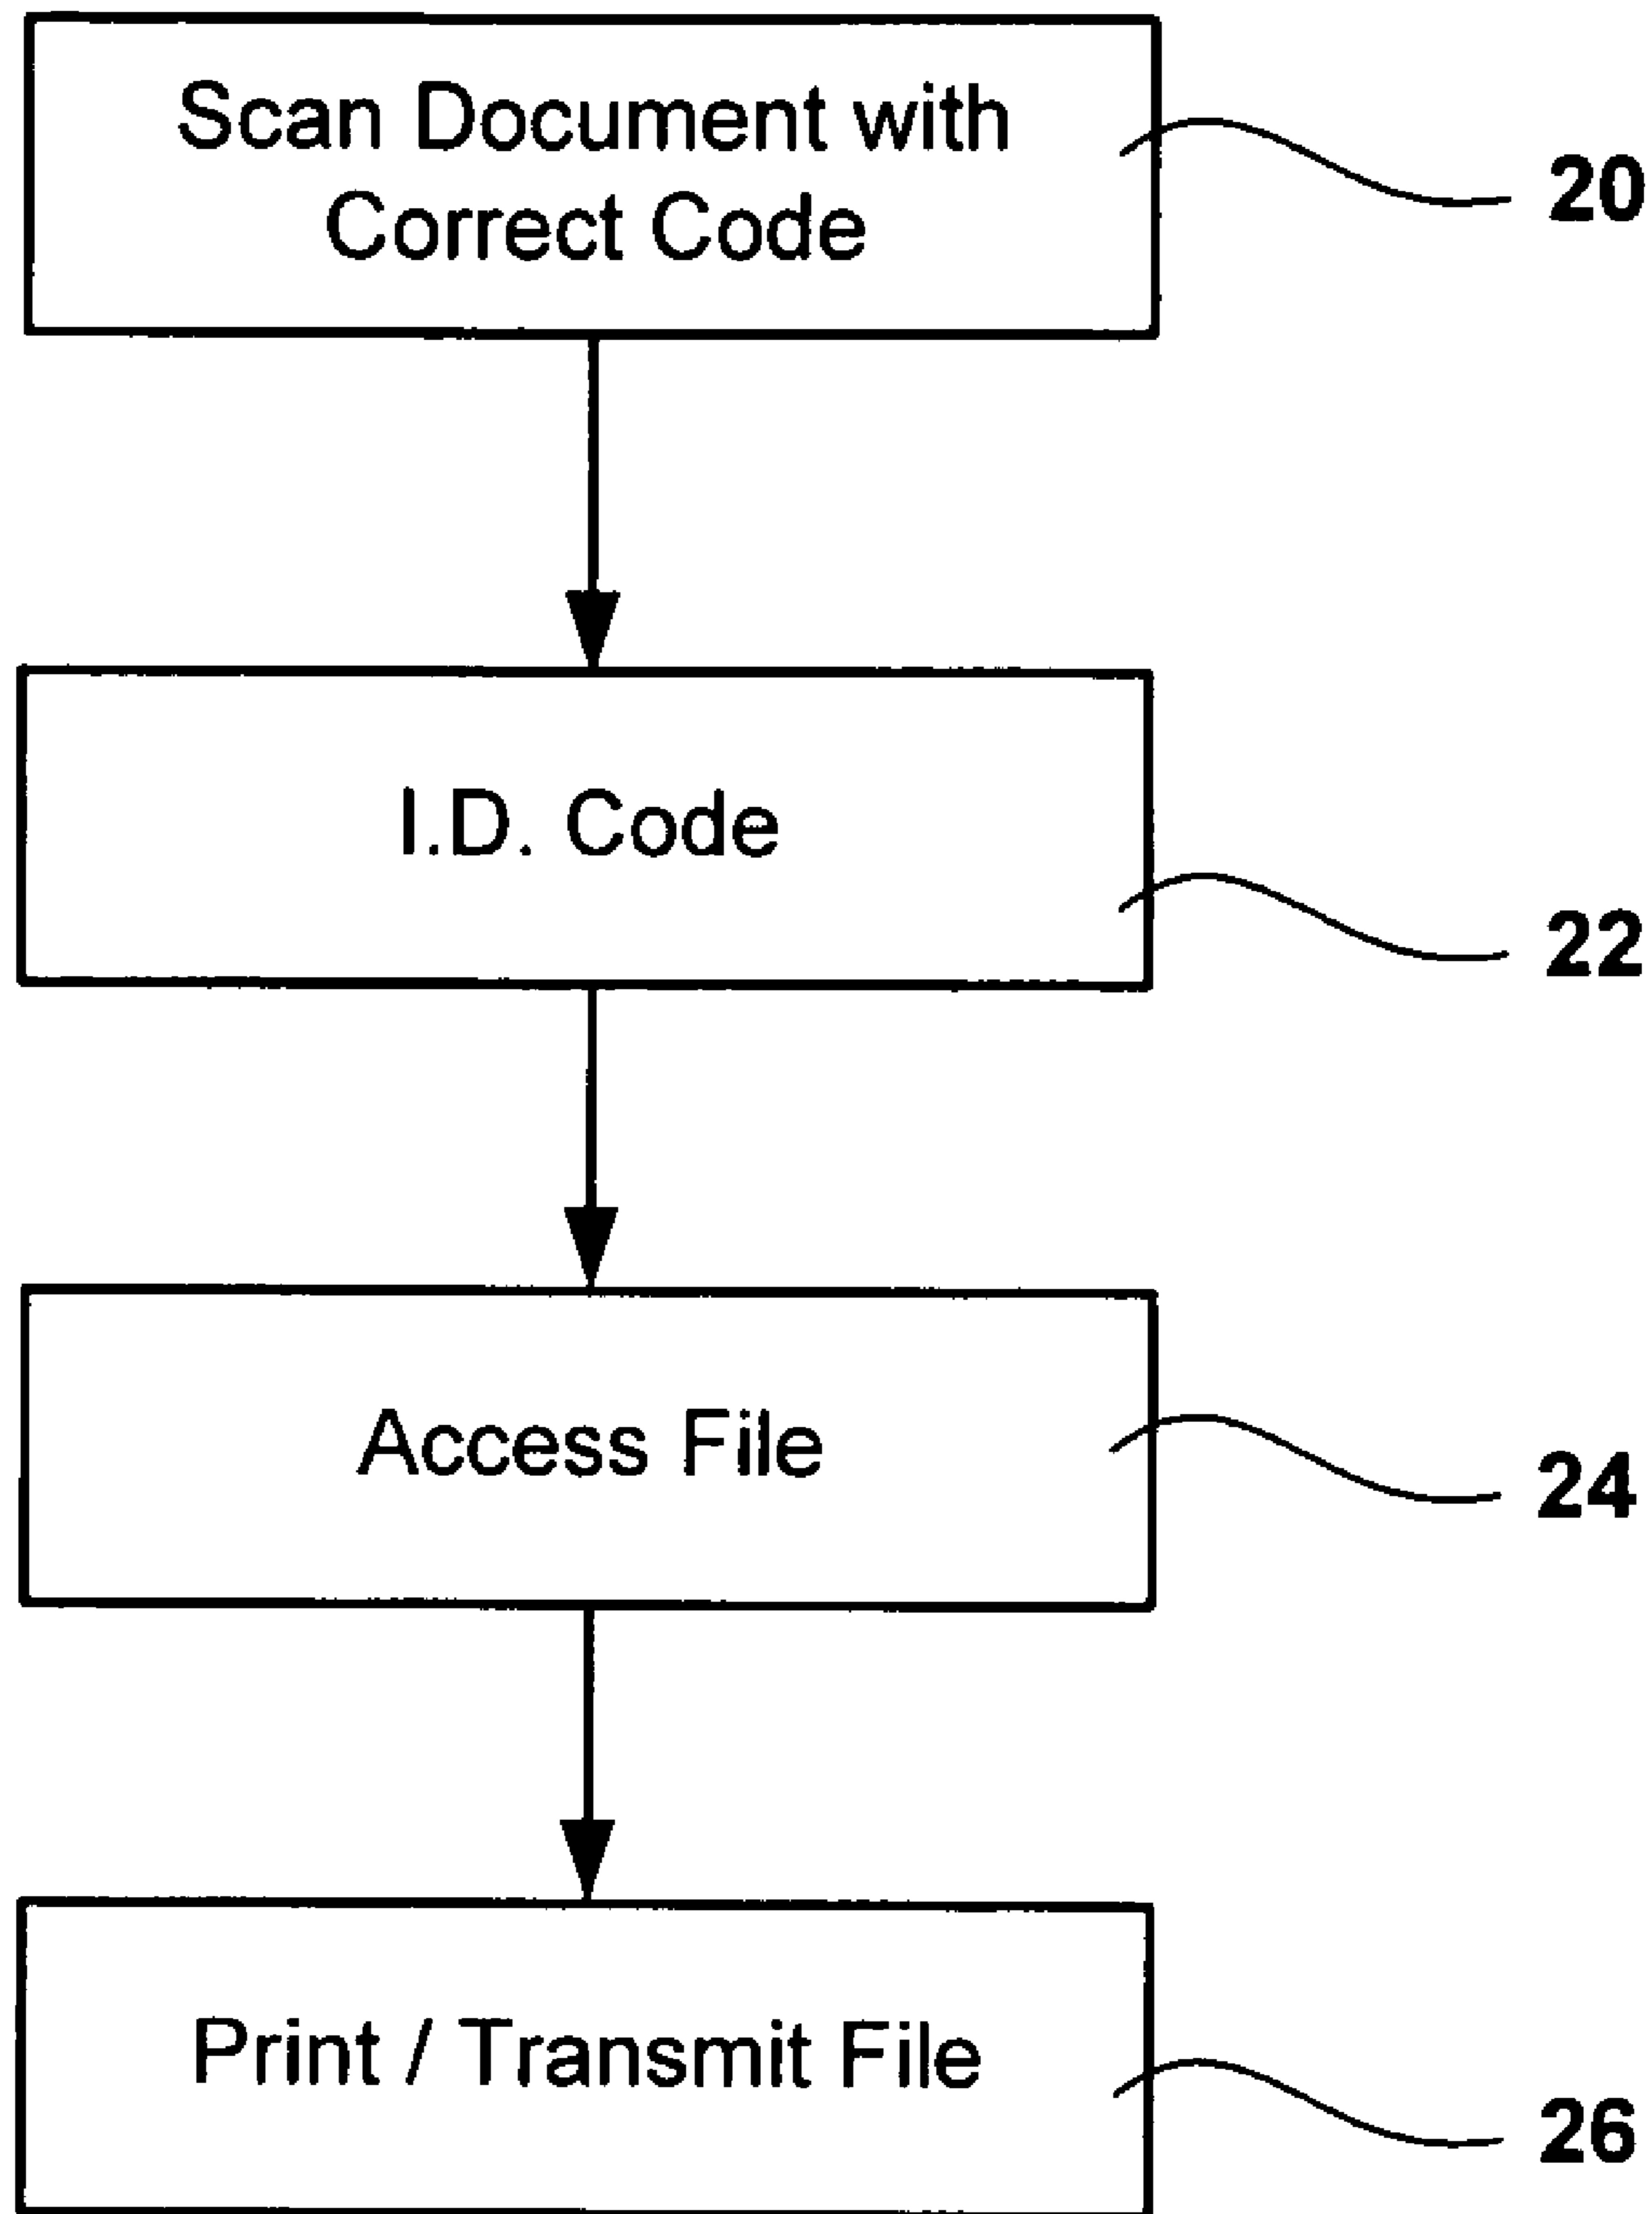 Scan Document with
Correct Code
20
I.D. Code
22
Access File
24
Print / Transmit File
26